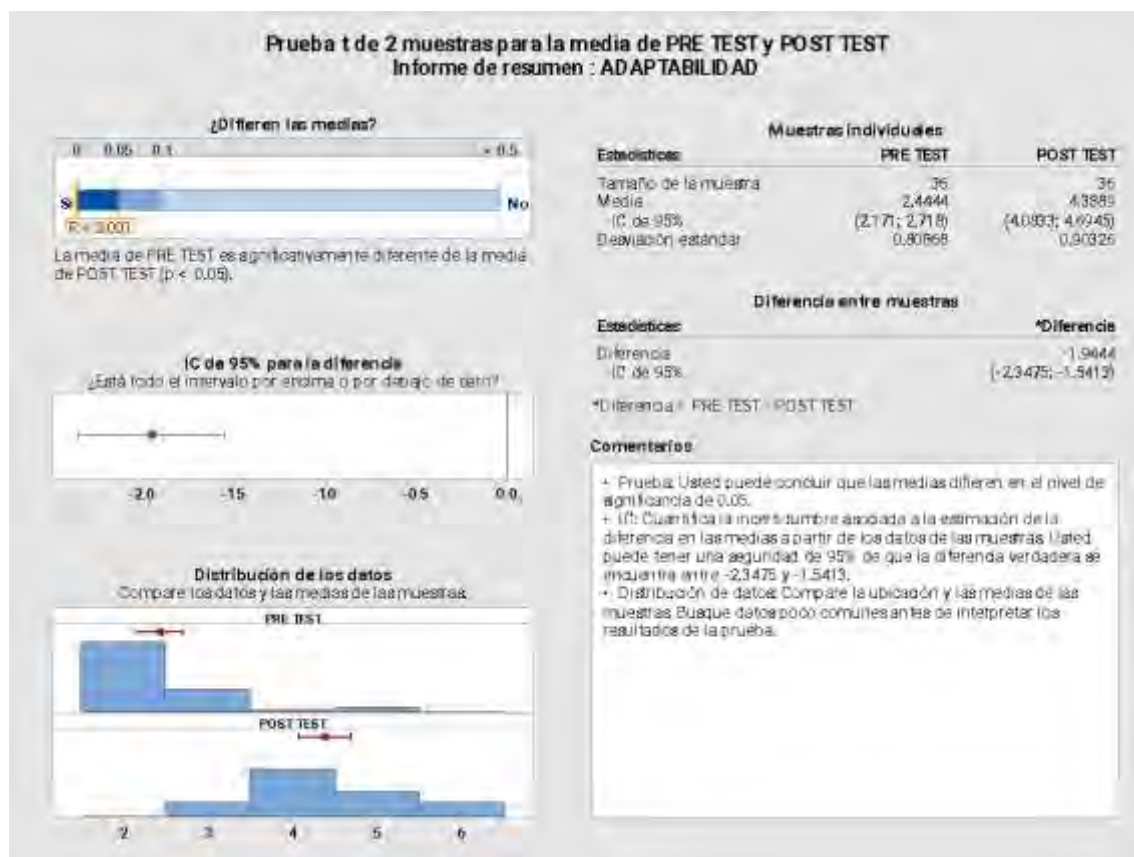 Prueba t de 2 muestras para la media de PRE TEST y POST TEST
Informe de resumen : ADAPTABILIDAD
¿Difieren las medias?
0 0.05 0.1 > 0.5
Sí No
P < 0.001
La media de PRE TEST es significativamente diferente de la media
de POST TEST (p < 0.05).
IC de 95% para la diferencia
¿Está todo el intervalo por encima o por debajo de cero?
-2.0 -1.5 -1.0 -0.5 0.0
Distribución de los datos
Compare los datos y las medias de las muestras.
PRE TEST
POST TEST
2 3 4 5 6
Muestras individuales
Estadísticas PRE TEST POST TEST
Tamaño de la muestra 36 36
Media 2.4444 4.3889
IC de 95% (2.171; 2.718) (4.0833; 4.6945)
Desviación estándar 0.80868 0.90326
Diferencia entre muestras
Estadísticas *Diferencia
Diferencia -1.9444
IC de 95% (-2.3475; -1.5413)
*Diferencia = PRE TEST - POST TEST
Comentarios
• Prueba: Usted puede concluir que las medias difieren en el nivel de
significancia de 0.05.
• IC: Cuantifica la incertidumbre asociada a la estimación de la
diferencia en las medias a partir de los datos de las muestras. Usted
puede tener una seguridad de 95% de que la diferencia verdadera se
encuentra entre -2.3475 y -1.5413.
• Distribución de datos: Compare la ubicación y las medias de las
muestras. Busque datos poco comunes antes de interpretar los
resultados de la prueba.